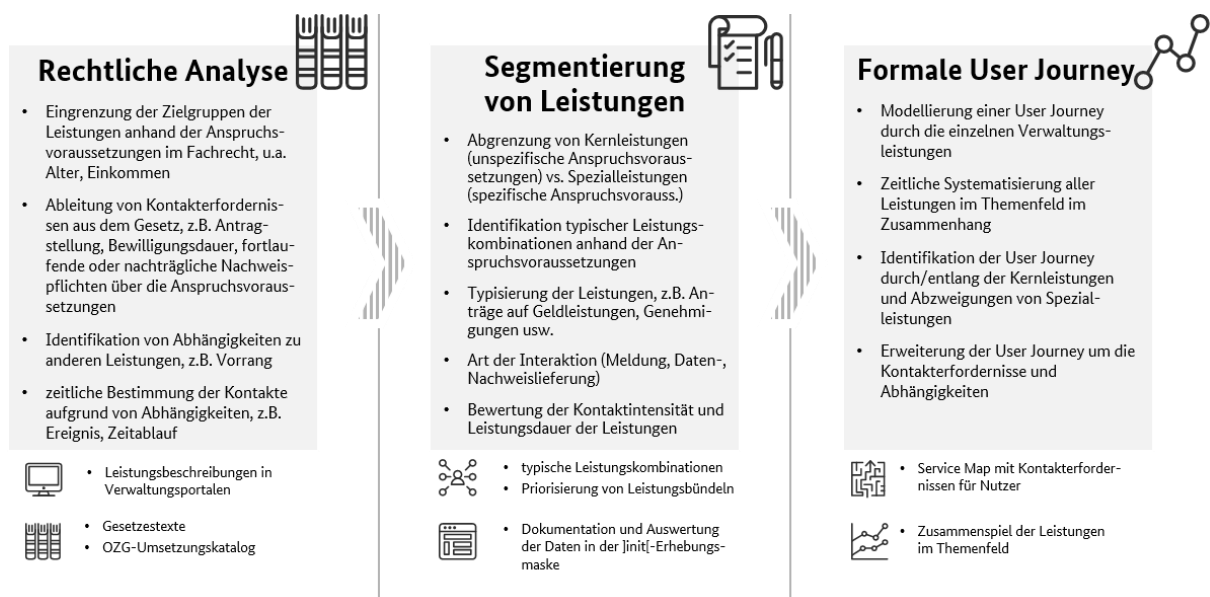 Rechtliche Analyse
• Eingrenzung der Zielgruppen der
Leistungen anhand der Anspruchs-
voraussetzungen im Fachrecht, u.a.
Alter, Einkommen
• Ableitung von Kontakterfordernis-
sen aus dem Gesetz, z.B. Antrag-
stellung, Bewilligungsdauer, fortlau-
fende oder nachträgliche Nachweis-
pflichten über die Anspruchsvoraus-
setzungen
• Identifikation von Abhängigkeiten zu
anderen Leistungen, z.B. Vorrang
• zeitliche Bestimmung der Kontakte
aufgrund von Abhängigkeiten, z.B.
Ereignis, Zeitablauf
• Leistungsbeschreibungen in
Verwaltungsportalen
• Gesetzestexte
• OZG-Umsetzungskatalog
Segmentierung
von Leistungen
• Abgrenzung von Kernleistungen
(unspezifische Anspruchsvoraus-
setzungen) vs. Spezialleistungen
(spezifische Anspruchsvorauss.)
• Identifikation typischer Leistungs-
kombinationen anhand der An-
spruchsvoraussetzungen
• Typisierung der Leistungen, z.B. An-
träge auf Geldleistungen, Genehmi-
gungen usw.
• Art der Interaktion (Meldung, Daten-,
Nachweislieferung)
• Bewertung der Kontaktintensität und
Leistungsdauer der Leistungen
• typische Leistungskombinationen
• Priorisierung von Leistungsbündeln
• Dokumentation und Auswertung
der Daten in der ]init[-Erhebungs-
maske
Formale User Journey
• Modellierung einer User Journey
durch die einzelnen Verwaltungs-
leistungen
• Zeitliche Systematisierung aller
Leistungen im Themenfeld im
Zusammenhang
• Identifikation der User Journey
durch/entlang der Kernleistungen
und Abzweigungen von Spezial-
leistungen
• Erweiterung der User Journey um die
Kontakterfordernisse und
Abhängigkeiten
• Service Map mit Kontakterforder-
nissen für Nutzer
• Zusammenspiel der Leistungen
im Themenfeld